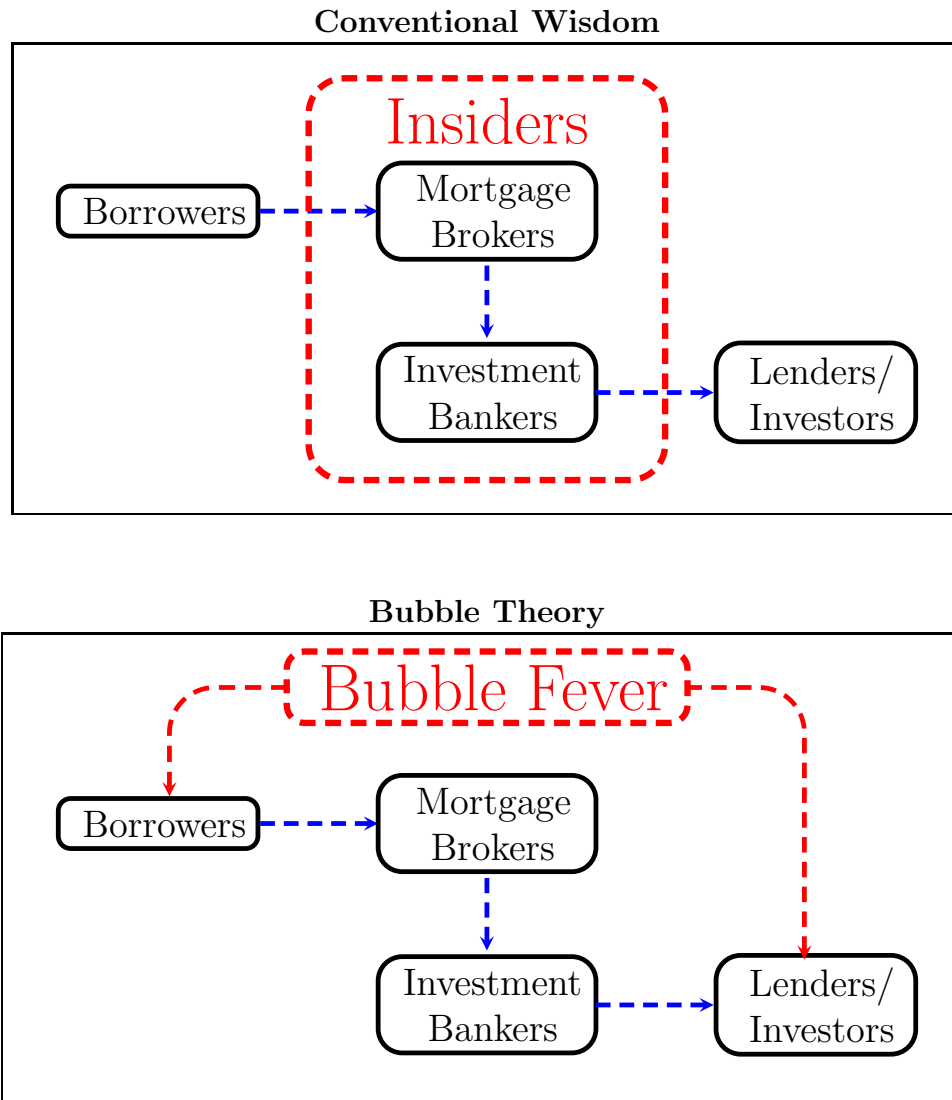 Conventional Wisdom
Insiders
Borrowers
Mortgage
Brokers
Investment
Bankers
Lenders/
Investors
Bubble Theory
Bubble Fever
Borrowers
Mortgage
Brokers
Investment
Bankers
Lenders/
Investors